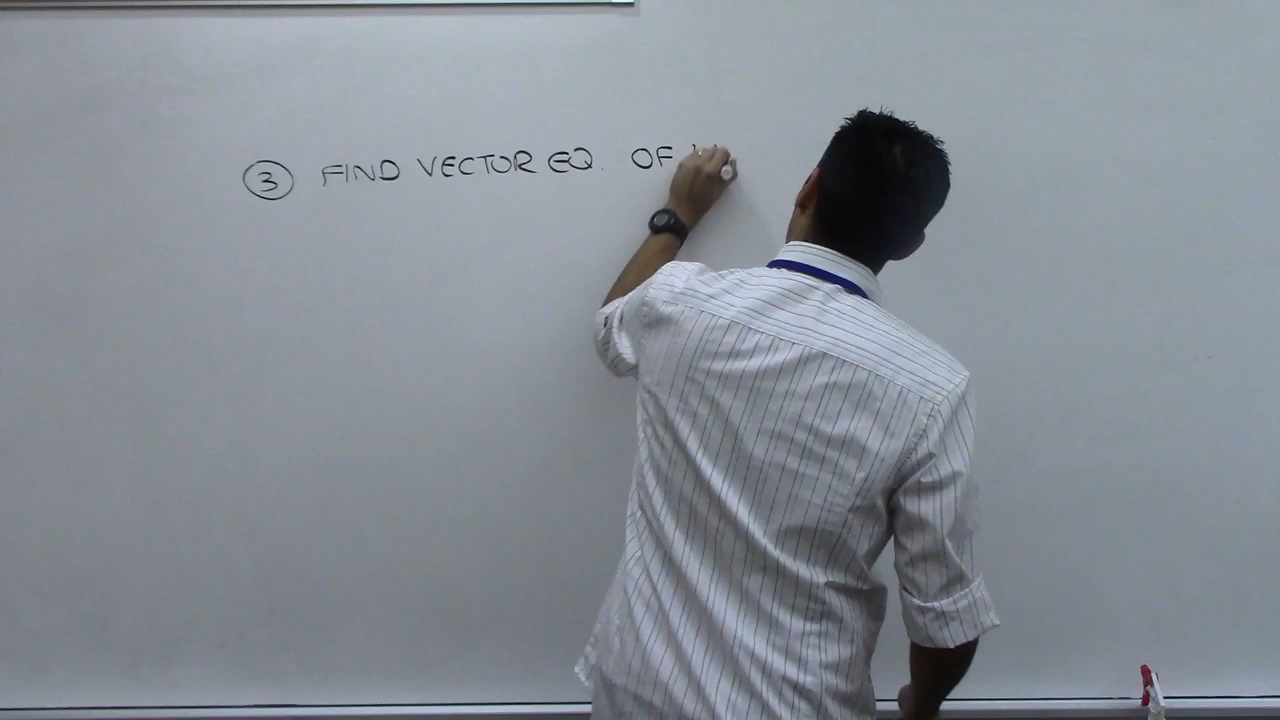 ③ FIND VECTOR EQ. OF